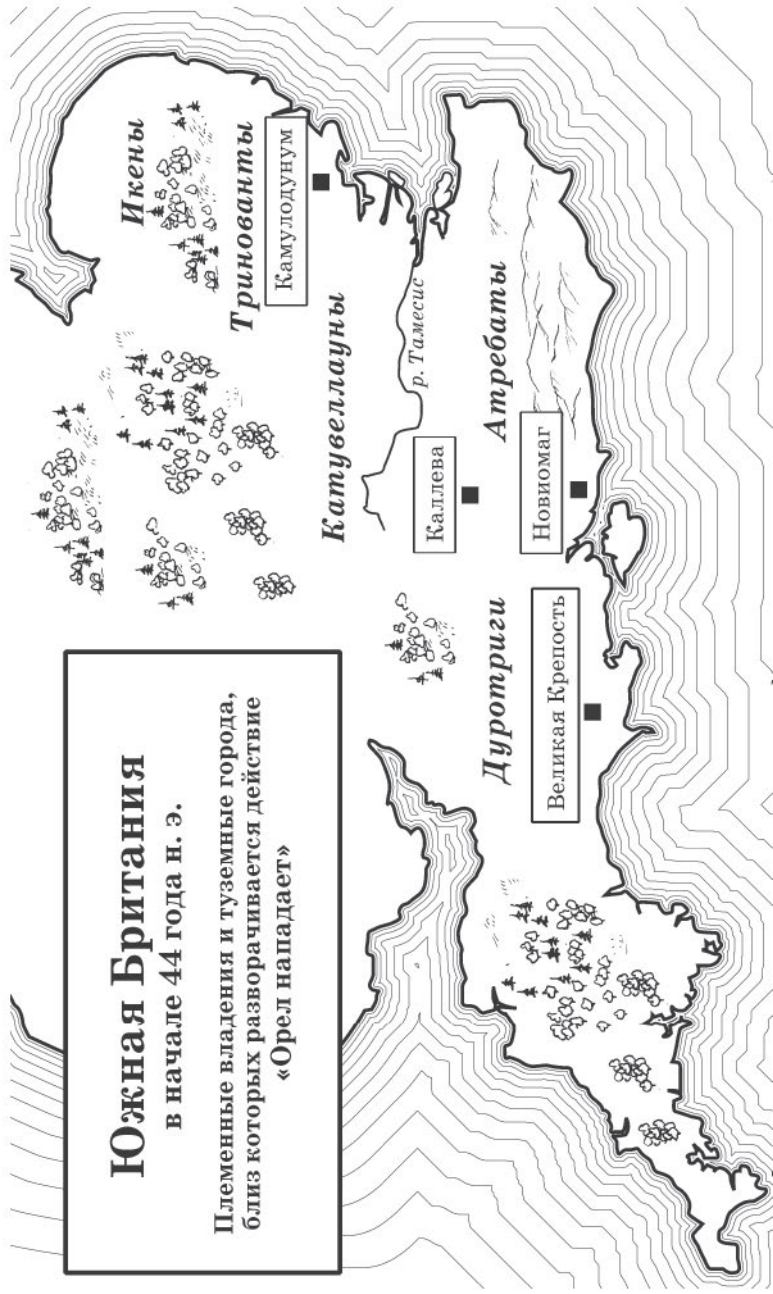 Южная Британия
в начале 44 года н. э.
Племенные владения и туземные города,
близ которых разворачивается действие
«Орел нападает»
Икены
Триnованты
Камулодунум
Катувеллауны
р. Тамесис
Каллева
Атребаты
Новиомаг
Дуротриги
Великая Крепость